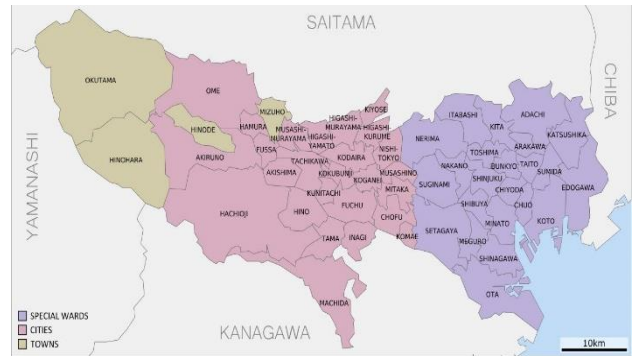 SAITAMA
CHIBA
YAMANASHI
KANAGAWA
OKUTAMA
OME
MIZUHO
KIYOSE
HINODE
HAMURA
MUSASHI-
MURAYAMA
HIGASHI-
MURAYAMA
HIGASHI-
YAMATO
HIGASHI
KURUME
ITABASHI
KITA
ADACHI
KATSUSHIKA
NERIMA
HINOHARA
AKIRUNO
FUSSA
TACHIKAWA
KODAIRA
NISHI-
TOKYO
TOSHIMA
ARAKAWA
NAKANO
BUNKYO
TAITO
SUMIDA
AKISHIMA
KOKUBUNJI
KOGANEI
MUSASHINO
MITAKA
SUGINAMI
SHINJUKU
CHIYODA
EDOGAWA
HACHIOJI
HINO
KUNITACHI
FUCHU
CHOFU
SHIBUYA
CHUO
KOTO
TAMA
INAGI
KOMAE
SETAGAYA
MEGURO
MINATO
SHINAGAWA
OTA
MACHIDA
SPECIAL WARDS
CITIES
TOWNS
10km